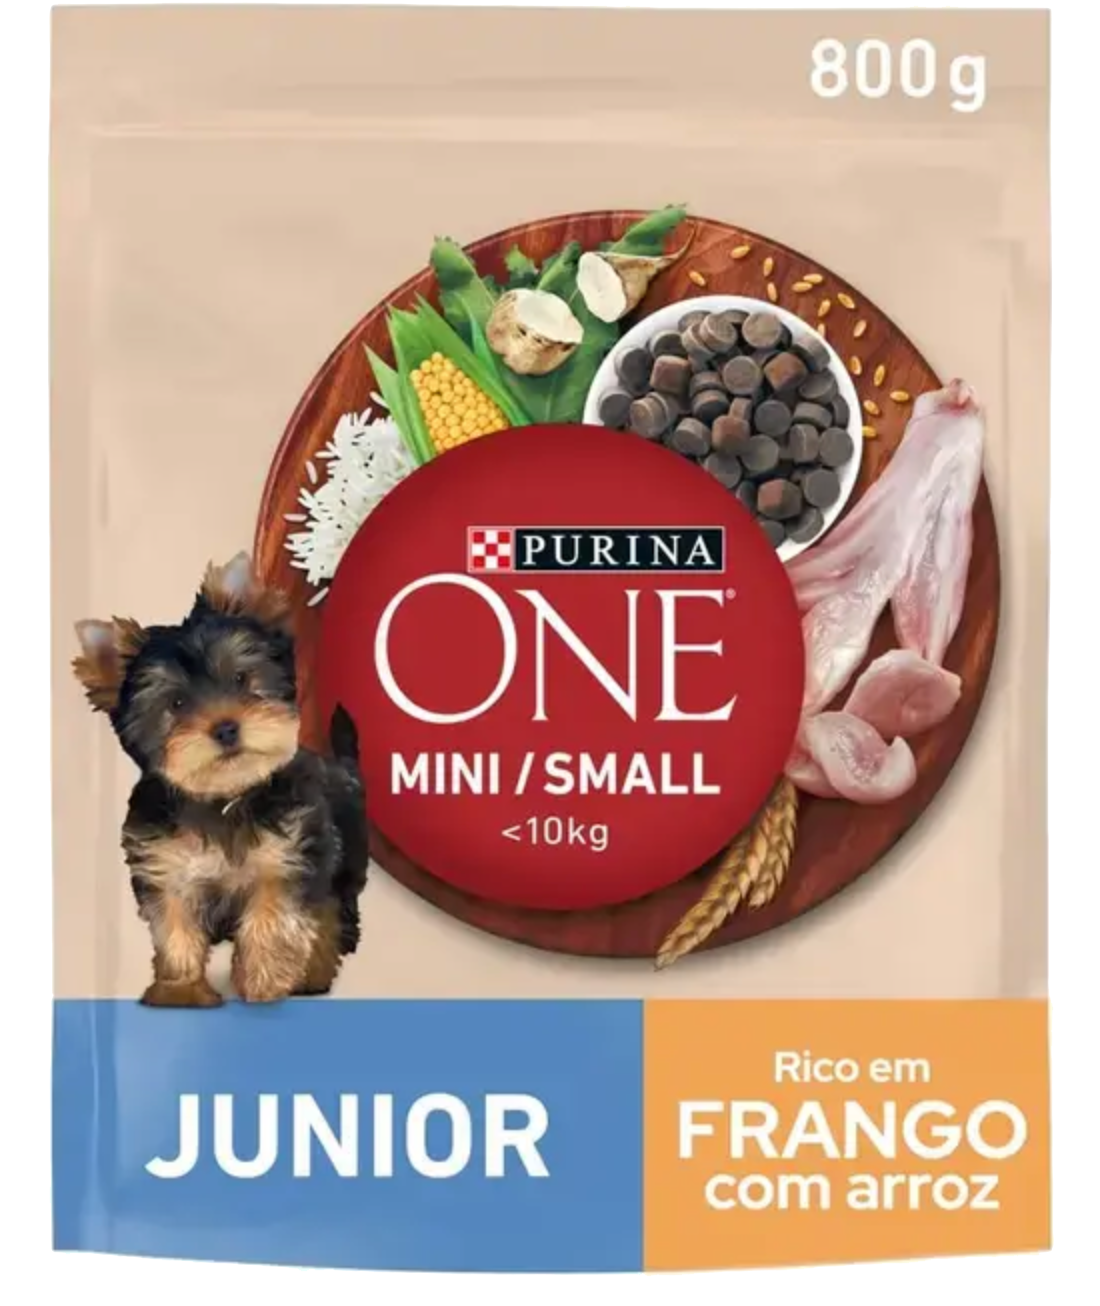 800g
PURINA
ONE®
MINI / SMALL
<10kg
JUNIOR
Rico em
FRANGO
com arroz